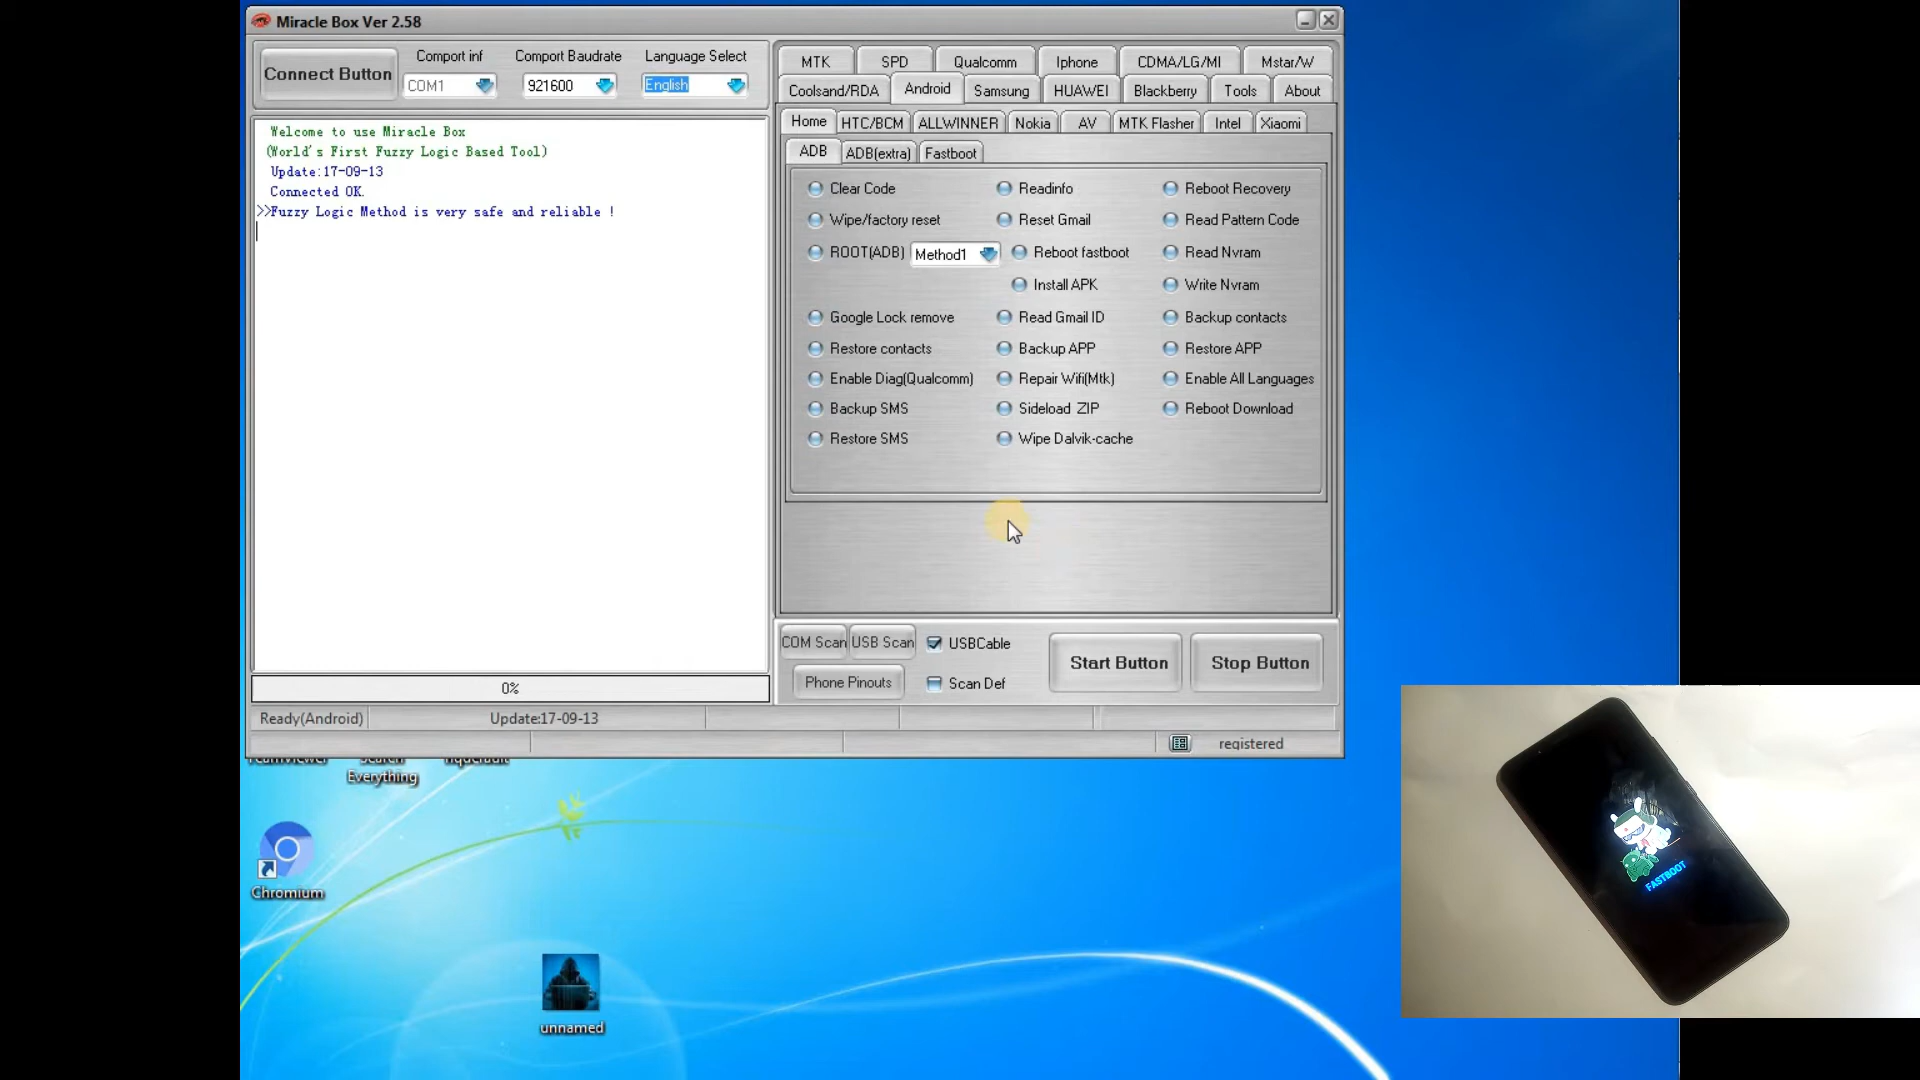 Miracle Box Ver 2.58
Connect Button
Comport inf
Comport Baudrate
Language Select
COM1
921600
English
Welcome to use Miracle Box
(World's First Fuzzy Logic Based Tool)
Update:17-09-13
Connected OK.
>>Fuzzy Logic Method is very safe and reliable !
0%
Ready(Android)
Update:17-09-13
MTK
SPD
Qualcomm
Iphone
CDMA/LG/MI
Mstar/W
Coolsand/RDA
Android
Samsung
HUAWEI
Blackberry
Tools
About
Home
HTC/BCM
ALLWINNER
Nokia
AV
MTK Flasher
Intel
Xiaomi
ADB
ADB(extra)
Fastboot
Clear Code
Readinfo
Reboot Recovery
Wipe/factory reset
Reset Gmail
Read Pattern Code
ROOT(ADB)
Method1
Reboot fastboot
Read Nvram
Install APK
Write Nvram
Google Lock remove
Read Gmail ID
Backup contacts
Restore contacts
Backup APP
Restore APP
Enable Diag(Qualcomm)
Repair Wifi(Mtk)
Enable All Languages
Backup SMS
Sideload ZIP
Reboot Download
Restore SMS
Wipe Dalvik-cache
COM Scan
USB Scan
USBCable
Phone Pinouts
Scan Def
Start Button
Stop Button
registered
Everything
Chromium
unnamed
FASTBOOT